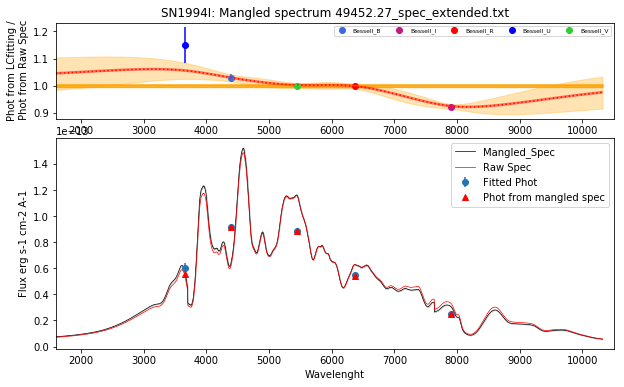 SN1994I: Mangled spectrum 49452.27_spec_extended.txt
Phot from LCfitting /
Phot from Raw Spec
1.2
1.1
1.0
0.9
Bessell_B
Bessell_I
Bessell_R
Bessell_U
Bessell_V
2000 3000 4000 5000 6000 7000 8000 9000 10000
Flux erg s-1 cm-2 A-1
1.4
1.2
1.0
0.8
0.6
0.4
0.2
0.0
Mangled_Spec
Raw Spec
Fitted Phot
Phot from mangled spec
2000 3000 4000 5000 6000 7000 8000 9000 10000
Wavelenght